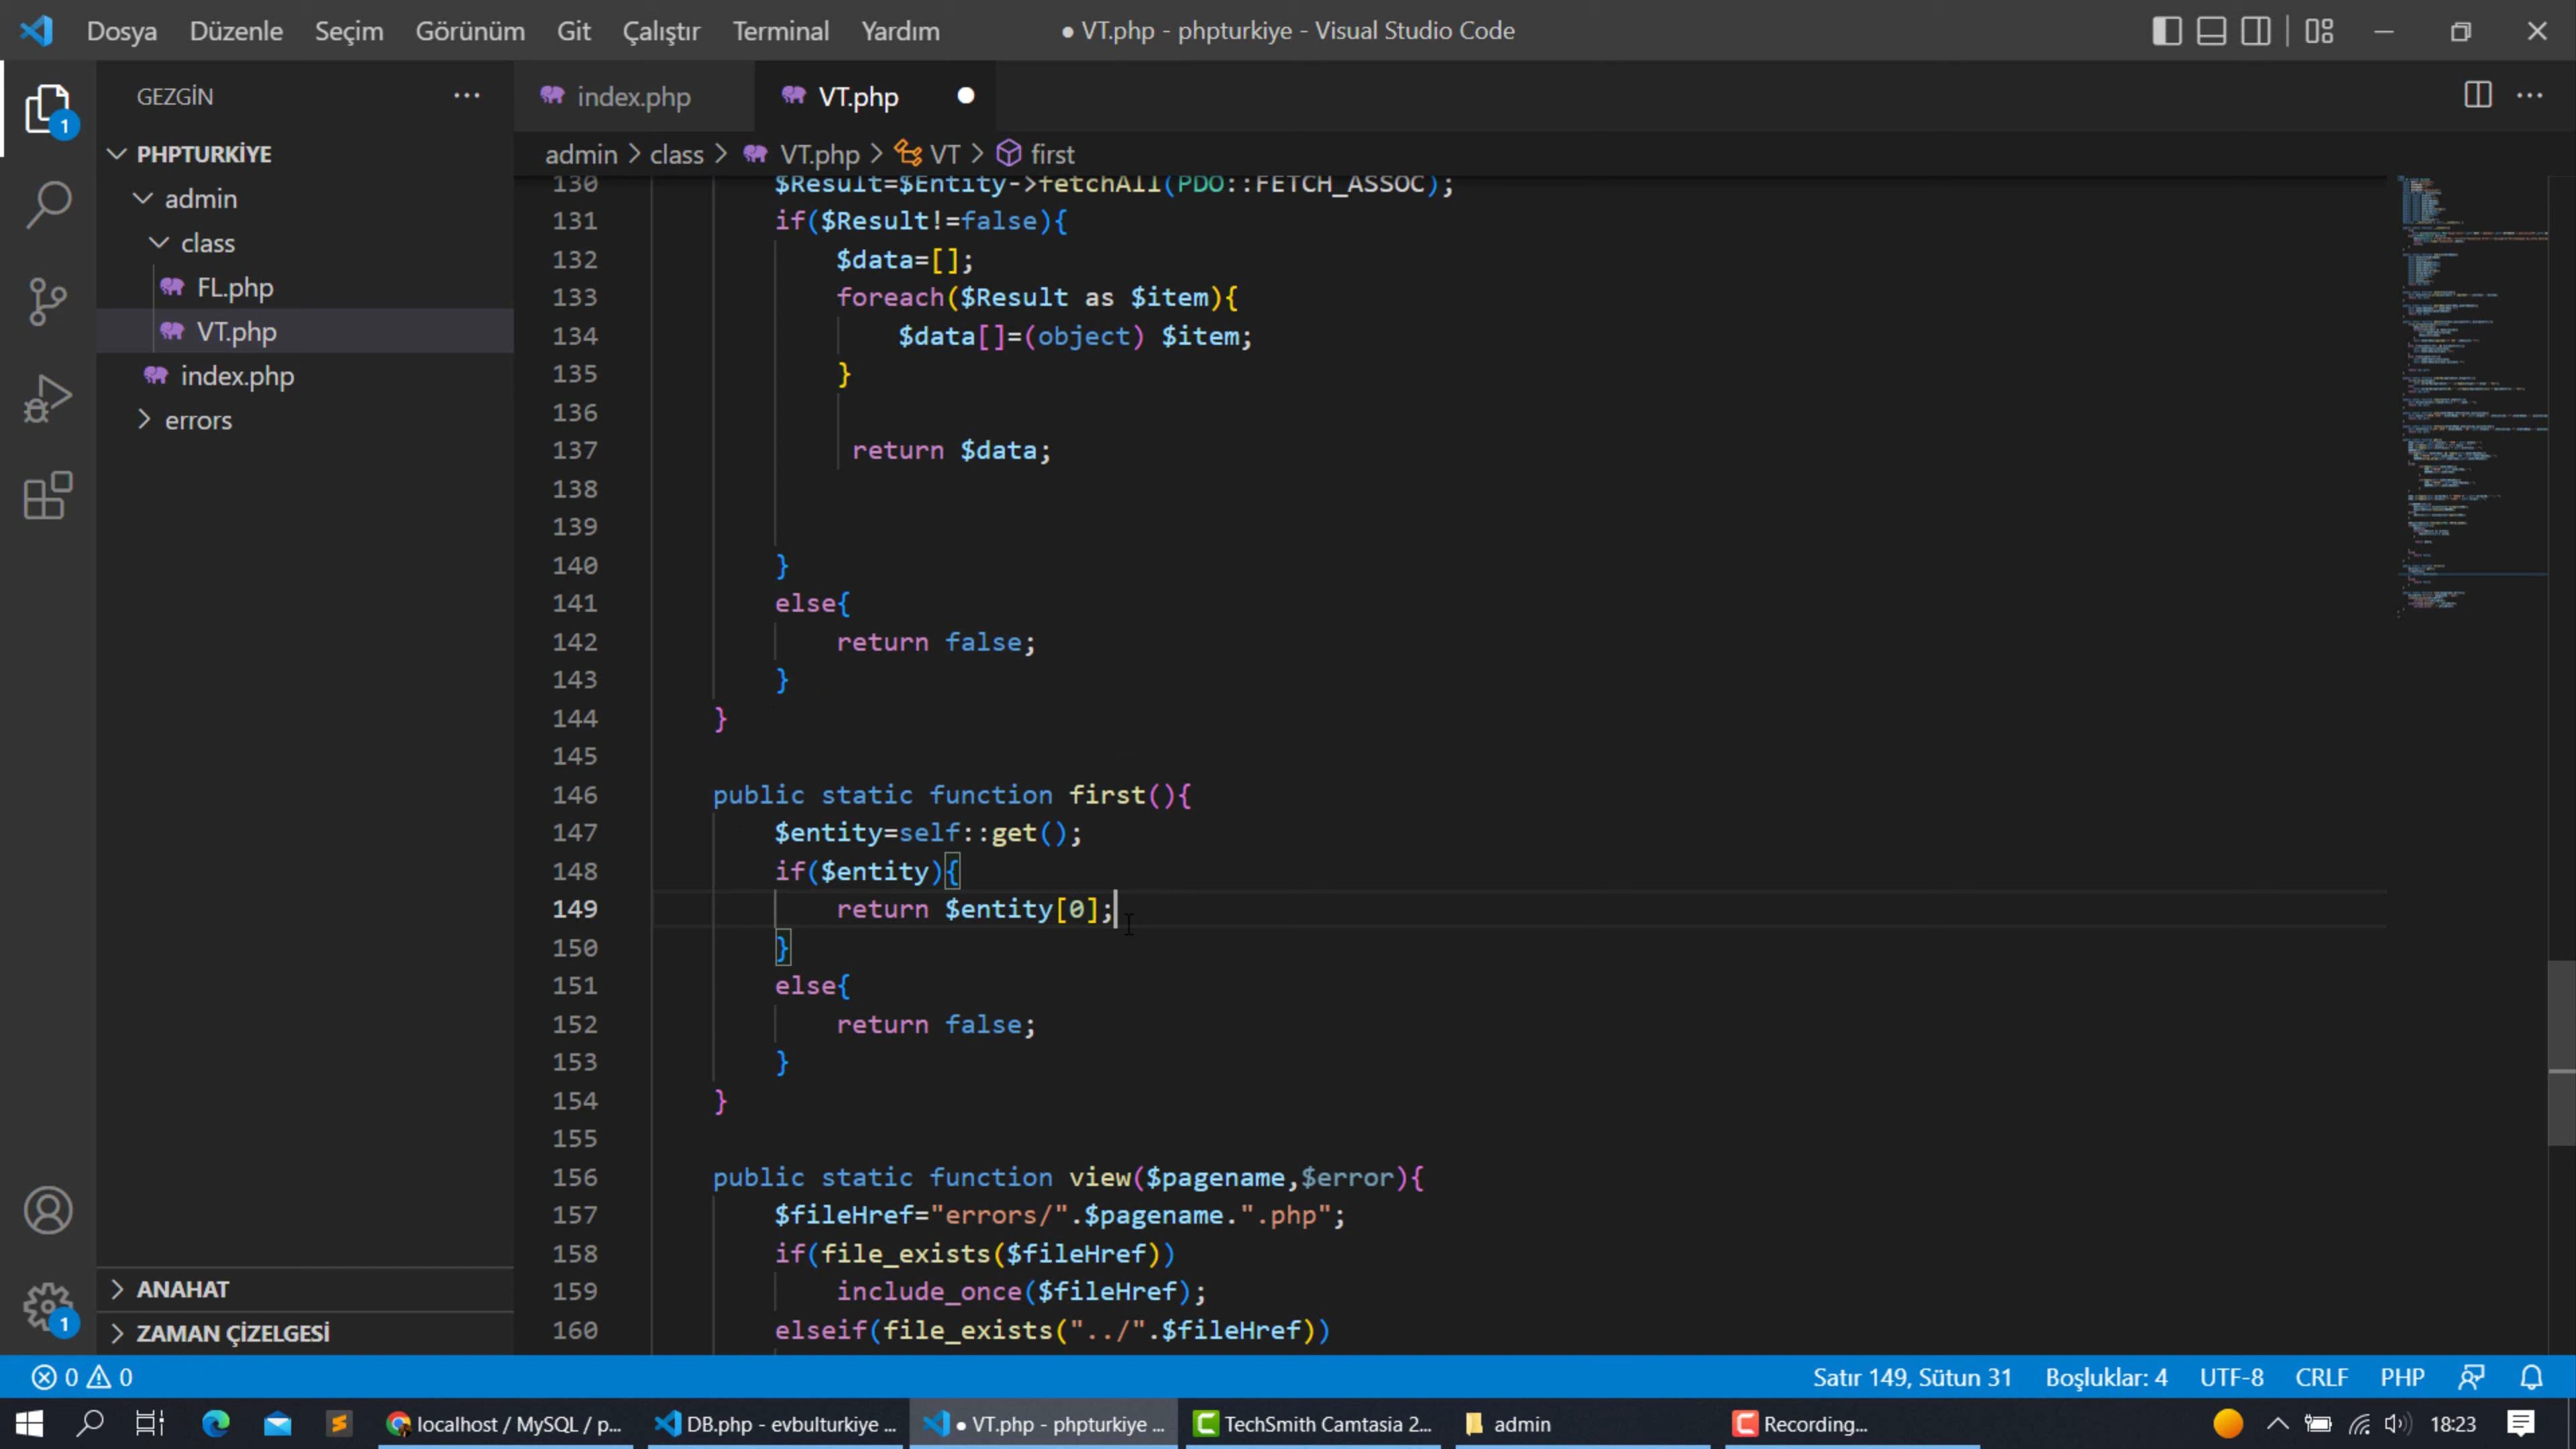 Dosya Düzenle Seçim Görünüm Git Çalıştır Terminal Yardım
● VT.php - phpturkiye - Visual Studio Code
GEZGİN ···
index.php
VT.php
PHPTURKİYE
admin
class
FL.php
VT.php
index.php
errors
ANAHAT
ZAMAN ÇİZELGESİ
1
1
admin > class > VT.php > VT > first
130 $Result=$Entity->fetchAll(PDO::FETCH_ASSOC);
131 if($Result!=false){
132 $data=[];
133 foreach($Result as $item){
134 $data[]=(object) $item;
135 }
136
137 return $data;
138
139
140 }
141 else{
142 return false;
143 }
144 }
145
146 public static function first(){
147 $entity=self::get();
148 if($entity){
149 return $entity[0];
150 }
151 else{
152 return false;
153 }
154 }
155
156 public static function view($pagename,$error){
157 $fileHref="errors/".$pagename.".php";
158 if(file_exists($fileHref))
159 include_once($fileHref);
160 elseif(file_exists("../".$fileHref))
0 0
Satır 149, Sütun 31 Boşluklar: 4 UTF-8 CRLF PHP
localhost / MySQL / p...
DB.php - evbulturkiye ...
● VT.php - phpturkiye ...
TechSmith Camtasia 2...
admin
Recording...
18:23